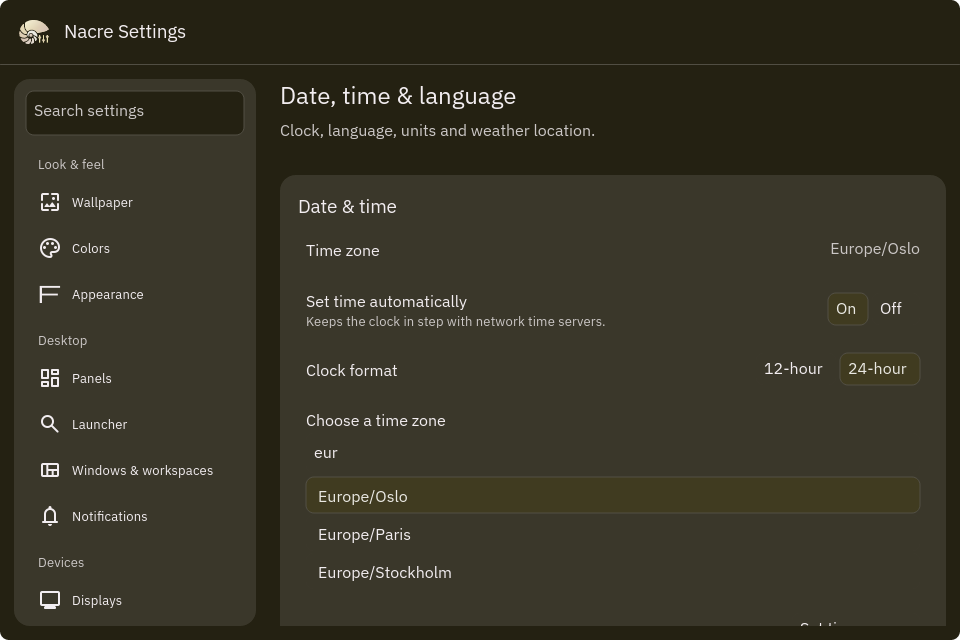 Nacre Settings
Search settings
Look & feel
Wallpaper
Colors
Appearance
Desktop
Panels
Launcher
Windows & workspaces
Notifications
Devices
Displays
Date, time & language
Clock, language, units and weather location.
Date & time
Time zone
Europe/Oslo
Set time automatically
Keeps the clock in step with network time servers.
On
Off
Clock format
12-hour
24-hour
Choose a time zone
eur
Europe/Oslo
Europe/Paris
Europe/Stockholm